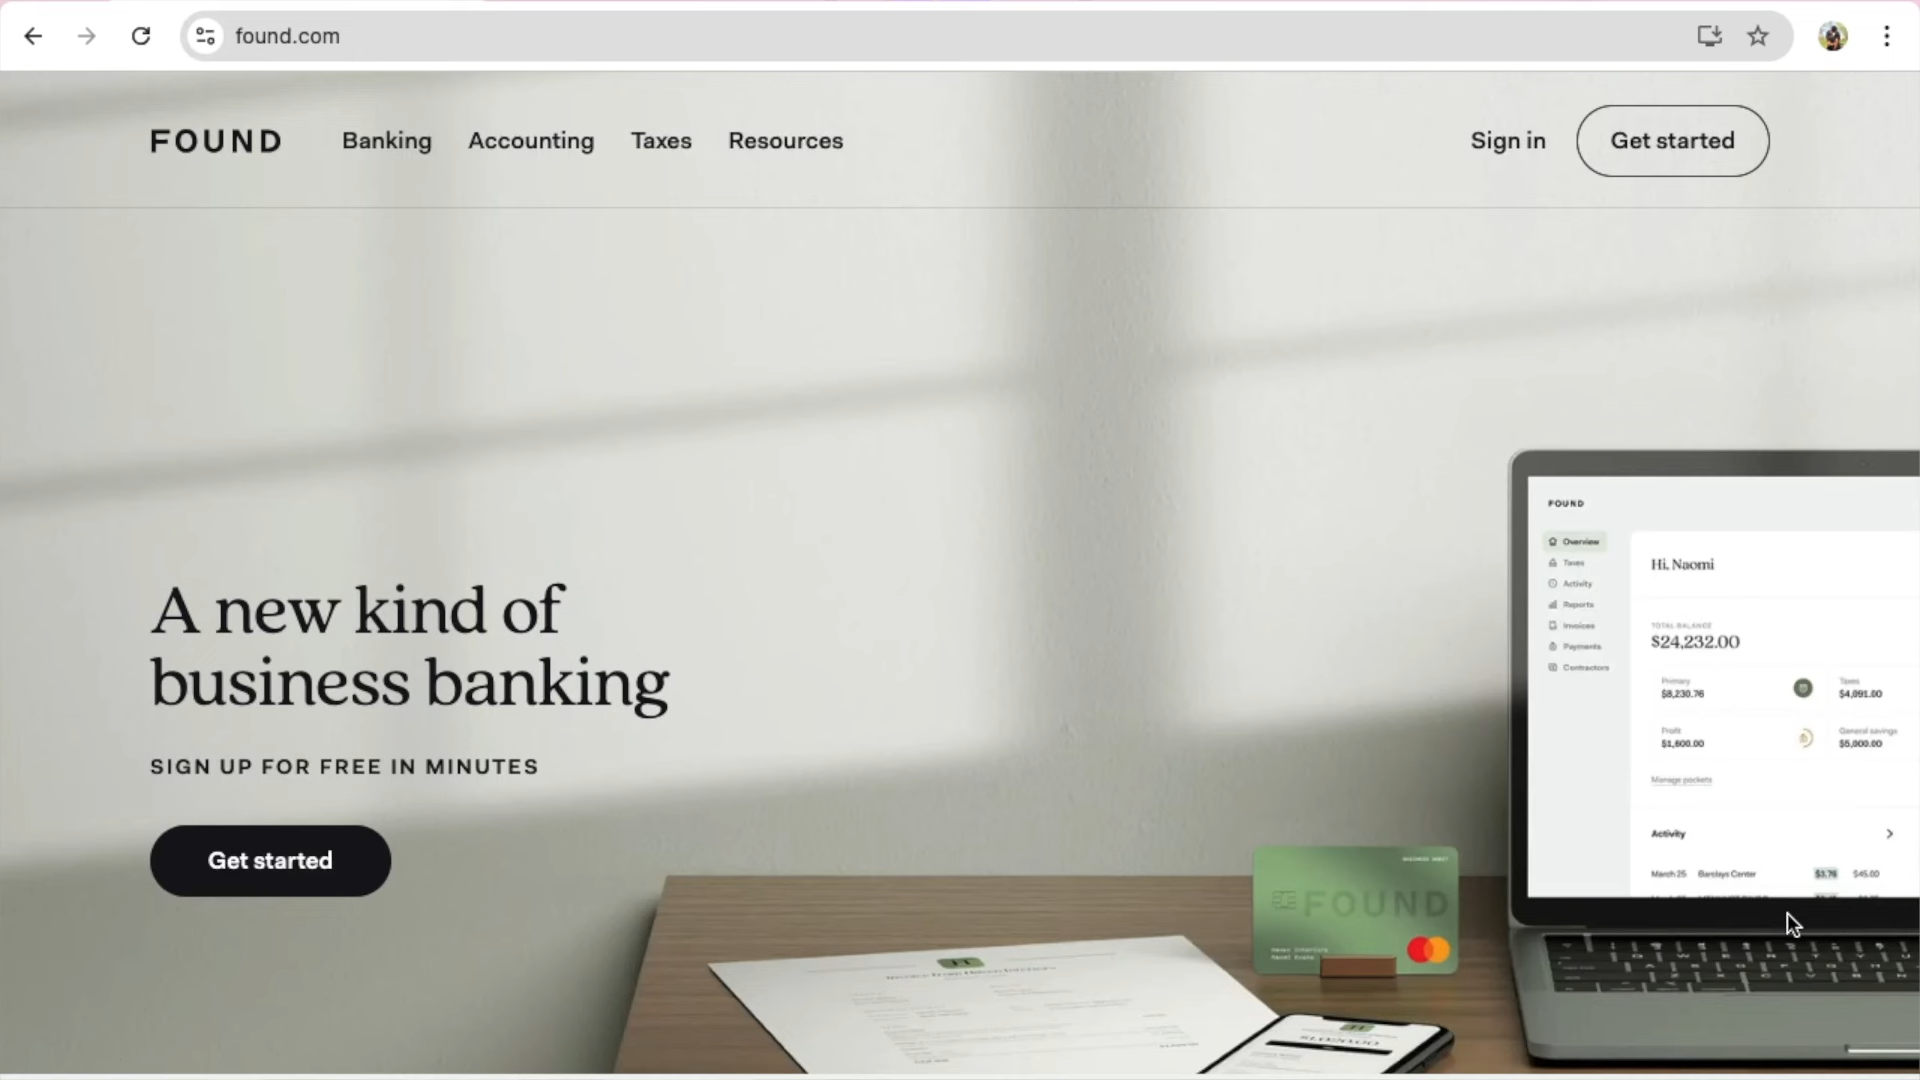 found.com
FOUND
Banking
Accounting
Taxes
Resources
Sign in
Get started
A new kind of
business banking
SIGN UP FOR FREE IN MINUTES
Get started
FOUND
Overview
Taxes
Activity
Reports
Invoices
Payments
Contractors
Hi, Naomi
TOTAL BALANCE
$24,232.00
Primary
$8,230.76
Taxes
$4,091.00
Profit
$1,600.00
General savings
$5,000.00
Manage pockets
Activity
March 25 Barclays Center $3.76 $45.00
BUSINESS DEBIT
FOUND